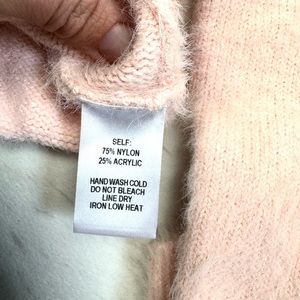 SELF:
75% NYLON
25% ACRYLIC
HAND WASH COLD
DO NOT BLEACH
LINE DRY
IRON LOW HEAT